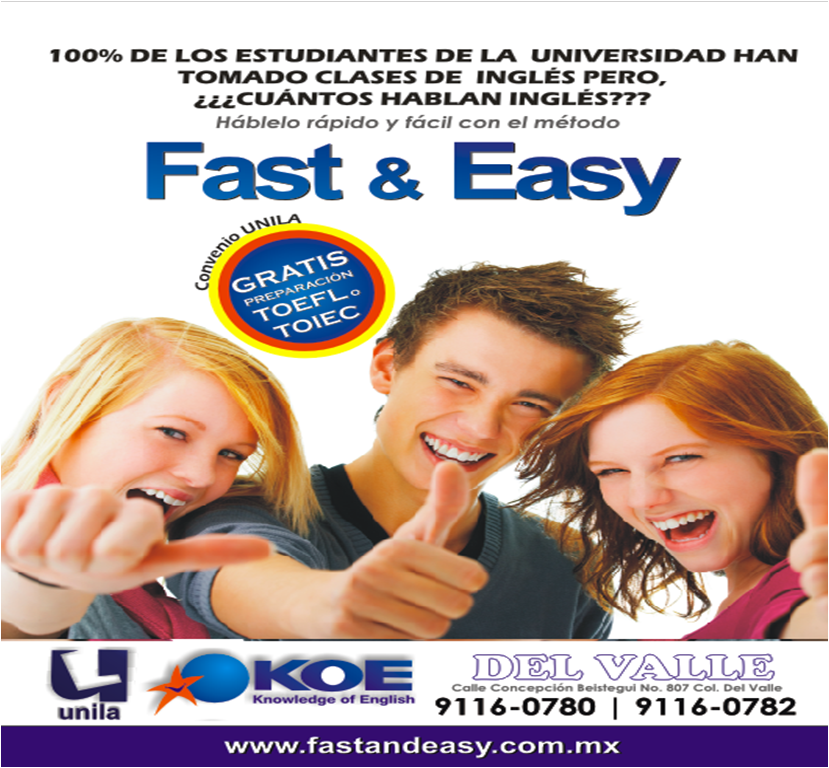 100% DE LOS ESTUDIANTES DE LA UNIVERSIDAD HAN
TOMADO CLASES DE INGLÉS PERO,
¿¿¿CUÁNTOS HABLAN INGLÉS???
Háblelo rápido y fácil con el método
Fast & Easy
Convenio UNILA
GRATIS
PREPARACIÓN
TOEFL o
TOIEC
unila
KOE
Knowledge of English
DEL VALLE
Calle Concepción Beistegui No. 807 Col. Del Valle
9116-0780 | 9116-0782
www.fastandeasy.com.mx